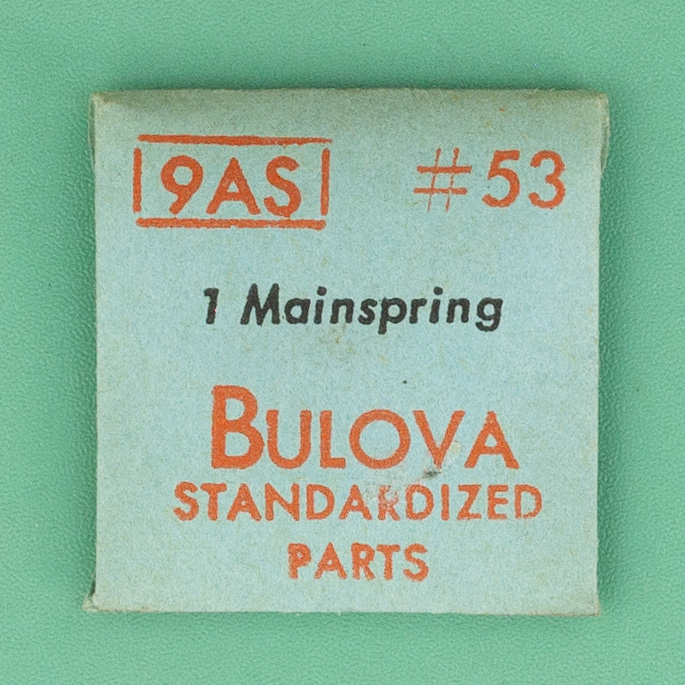 9AS #53
1 Mainspring
BULOVA
STANDARDIZED
PARTS